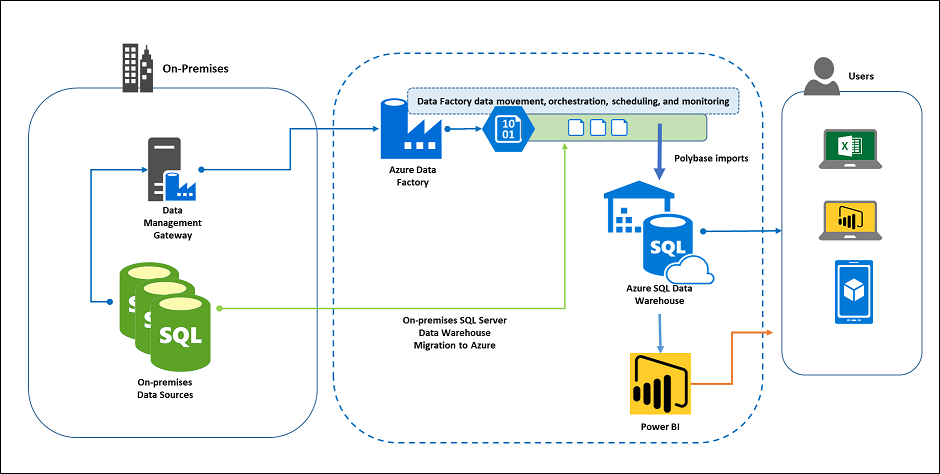 On-Premises
Users
Data Factory data movement, orchestration, scheduling, and monitoring
10
01
Azure Data
Factory
Polybase imports
Data
Management
Gateway
SQL
Azure SQL Data
Warehouse
S
S
SQL
On-premises SQL Server
Data Warehouse
Migration to Azure
On-premises
Data Sources
Power BI
X